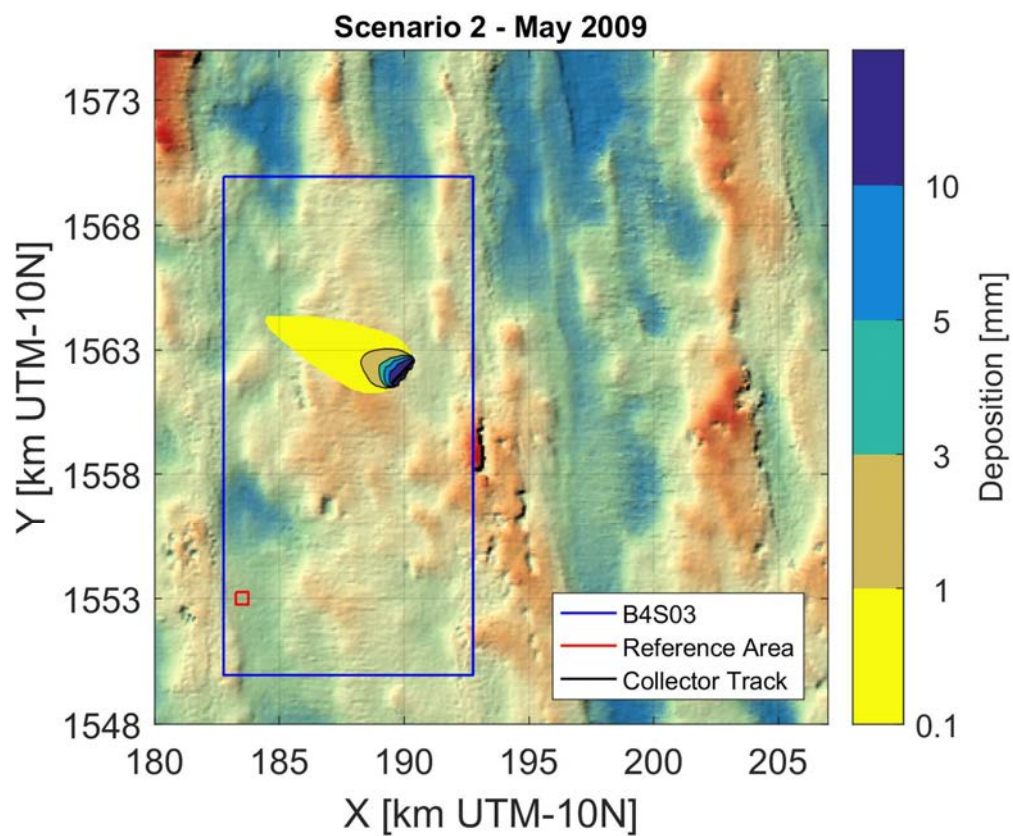 Scenario 2 - May 2009
Y [km UTM-10N]
1573
1568
1563
1558
1553
1548
180
185
190
195
200
205
X [km UTM-10N]
B4S03
Reference Area
Collector Track
10
5
3
1
0.1
Deposition [mm]